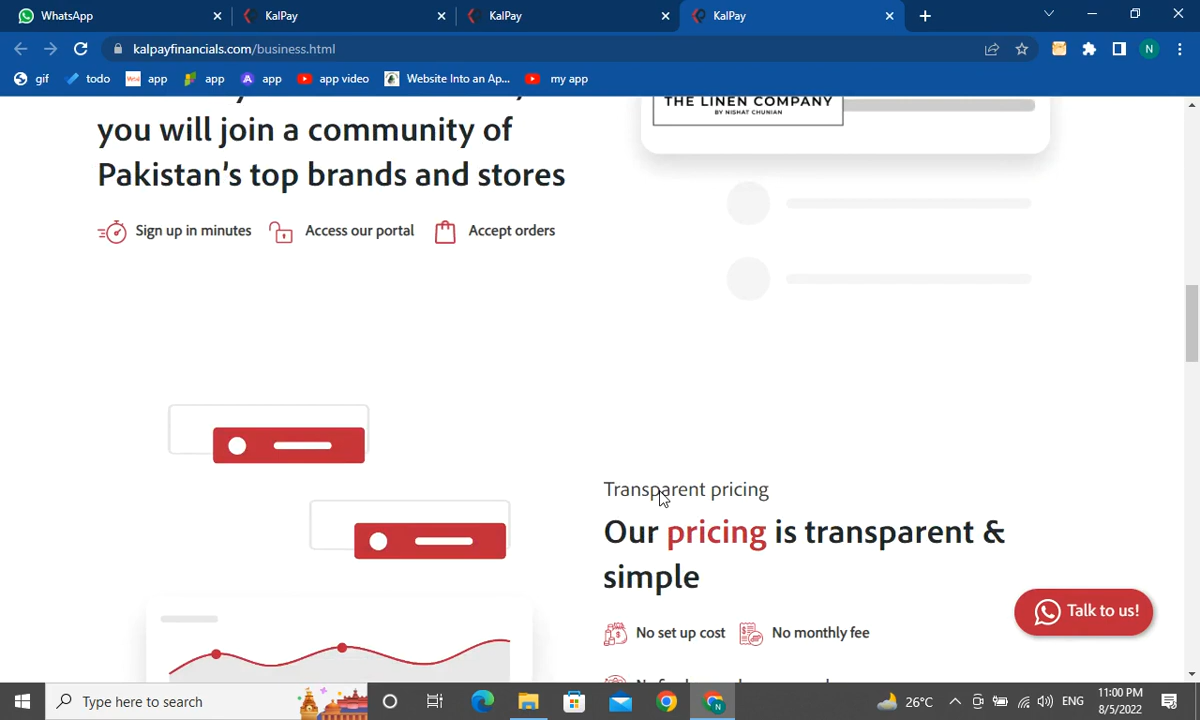 WhatsApp
KalPay
KalPay
KalPay
kalpayfinancials.com/business.html
N
gif
todo
app
app
app
app video
Website Into an Ap...
my app
THE LINEN COMPANY
BY NISHAT CHUNIAN
you will join a community of
Pakistan's top brands and stores
Sign up in minutes
Access our portal
Accept orders
Transparent pricing
Our pricing is transparent &
simple
No set up cost
No monthly fee
Talk to us!
Type here to search
N
26°C
ENG
11:00 PM
8/5/2022